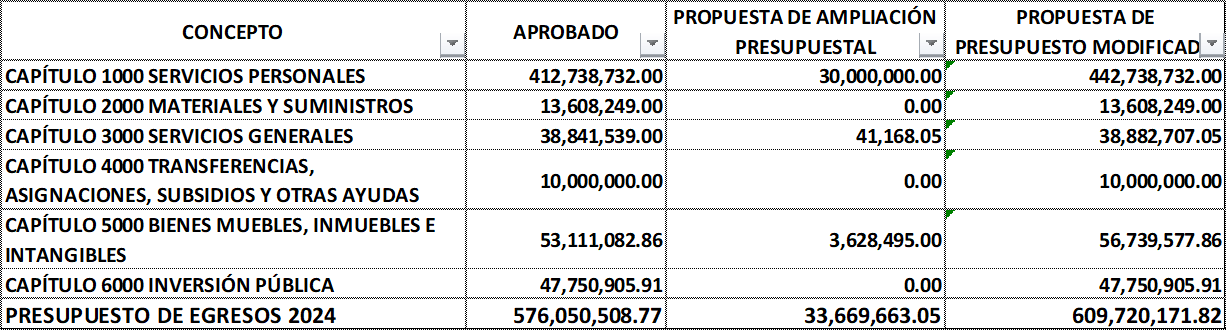 CONCEPTO APROBADO PROPUESTA DE AMPLIACIÓN PRESUPUESTAL PROPUESTA DE PRESUPUESTO MODIFICAD
CAPÍTULO 1000 SERVICIOS PERSONALES 412,738,732.00 30,000,000.00 442,738,732.00
CAPÍTULO 2000 MATERIALES Y SUMINISTROS 13,608,249.00 0.00 13,608,249.00
CAPÍTULO 3000 SERVICIOS GENERALES 38,841,539.00 41,168.05 38,882,707.05
CAPÍTULO 4000 TRANSFERENCIAS,
ASIGNACIONES, SUBSIDIOS Y OTRAS AYUDAS 10,000,000.00 0.00 10,000,000.00
CAPÍTULO 5000 BIENES MUEBLES, INMUEBLES E
INTANGIBLES 53,111,082.86 3,628,495.00 56,739,577.86
CAPÍTULO 6000 INVERSIÓN PÚBLICA 47,750,905.91 0.00 47,750,905.91
PRESUPUESTO DE EGRESOS 2024 576,050,508.77 33,669,663.05 609,720,171.82